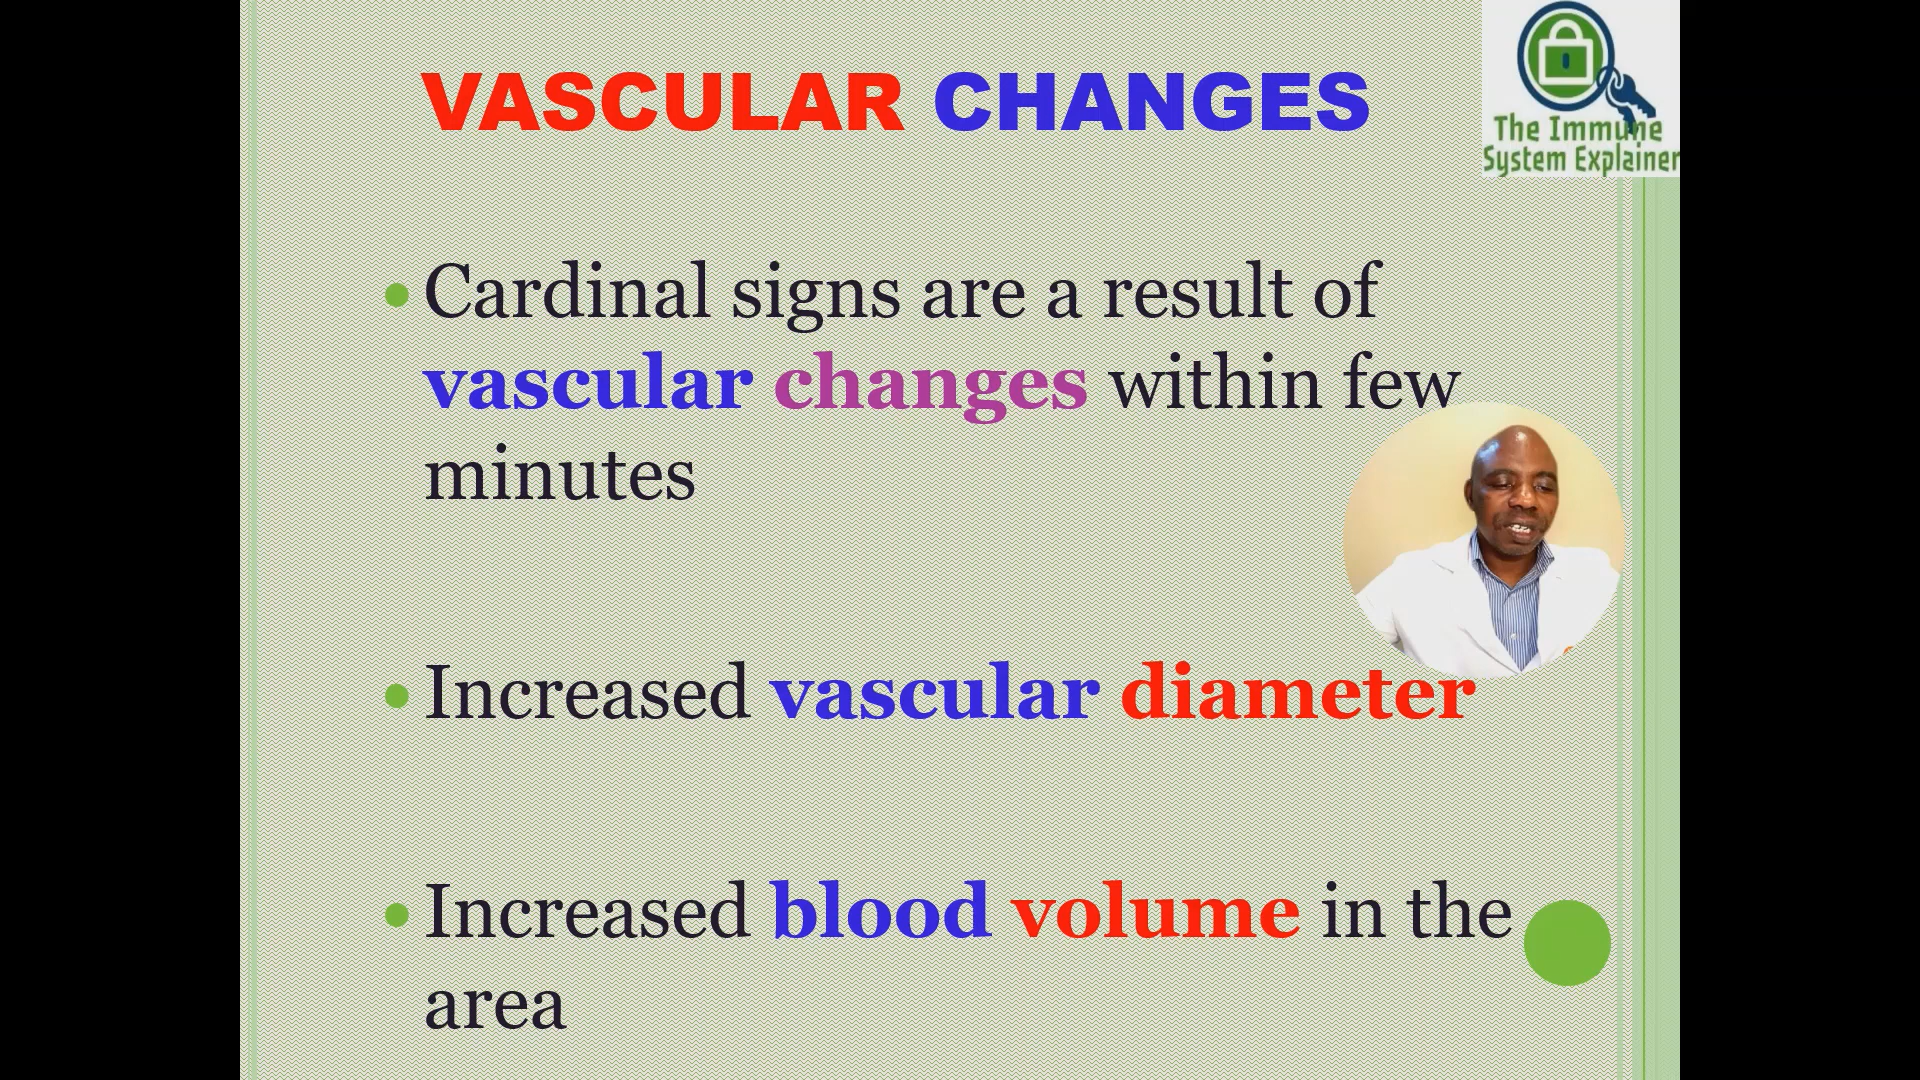 VASCULAR CHANGES
The Immune
System Explainer
Cardinal signs are a result of
vascular changes within few
minutes
Increased vascular diameter
Increased blood volume in the
area